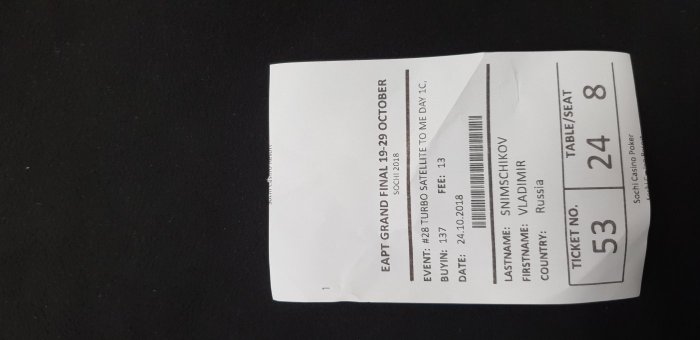 1
EAPT GRAND FINAL 19-29 OCTOBER
SOCHI 2018
EVENT: #28 TURBO SATELLITE TO ME DAY 1C,
BUYIN: 137 FEE: 13
DATE: 24.10.2018
LASTNAME: SNIMSCHIKOV
FIRSTNAME: VLADIMIR
COUNTRY: Russia
TICKET NO. TABLE/SEAT
53 24 8
Sochi Casino Poker